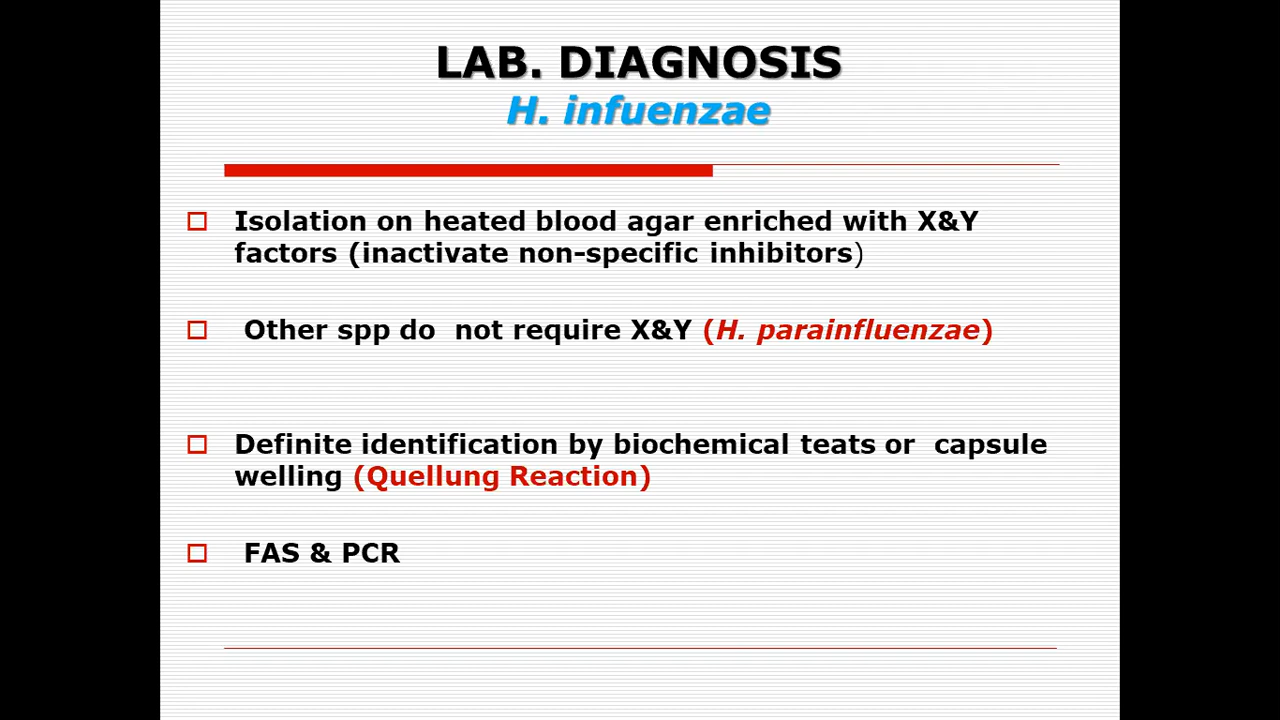 LAB. DIAGNOSIS
H. infuenzae
Isolation on heated blood agar enriched with X&Y
factors (inactivate non-specific inhibitors)
Other spp do  not require X&Y (H. parainfluenzae)
Definite identification by biochemical teats or  capsule
welling (Quellung Reaction)
FAS & PCR